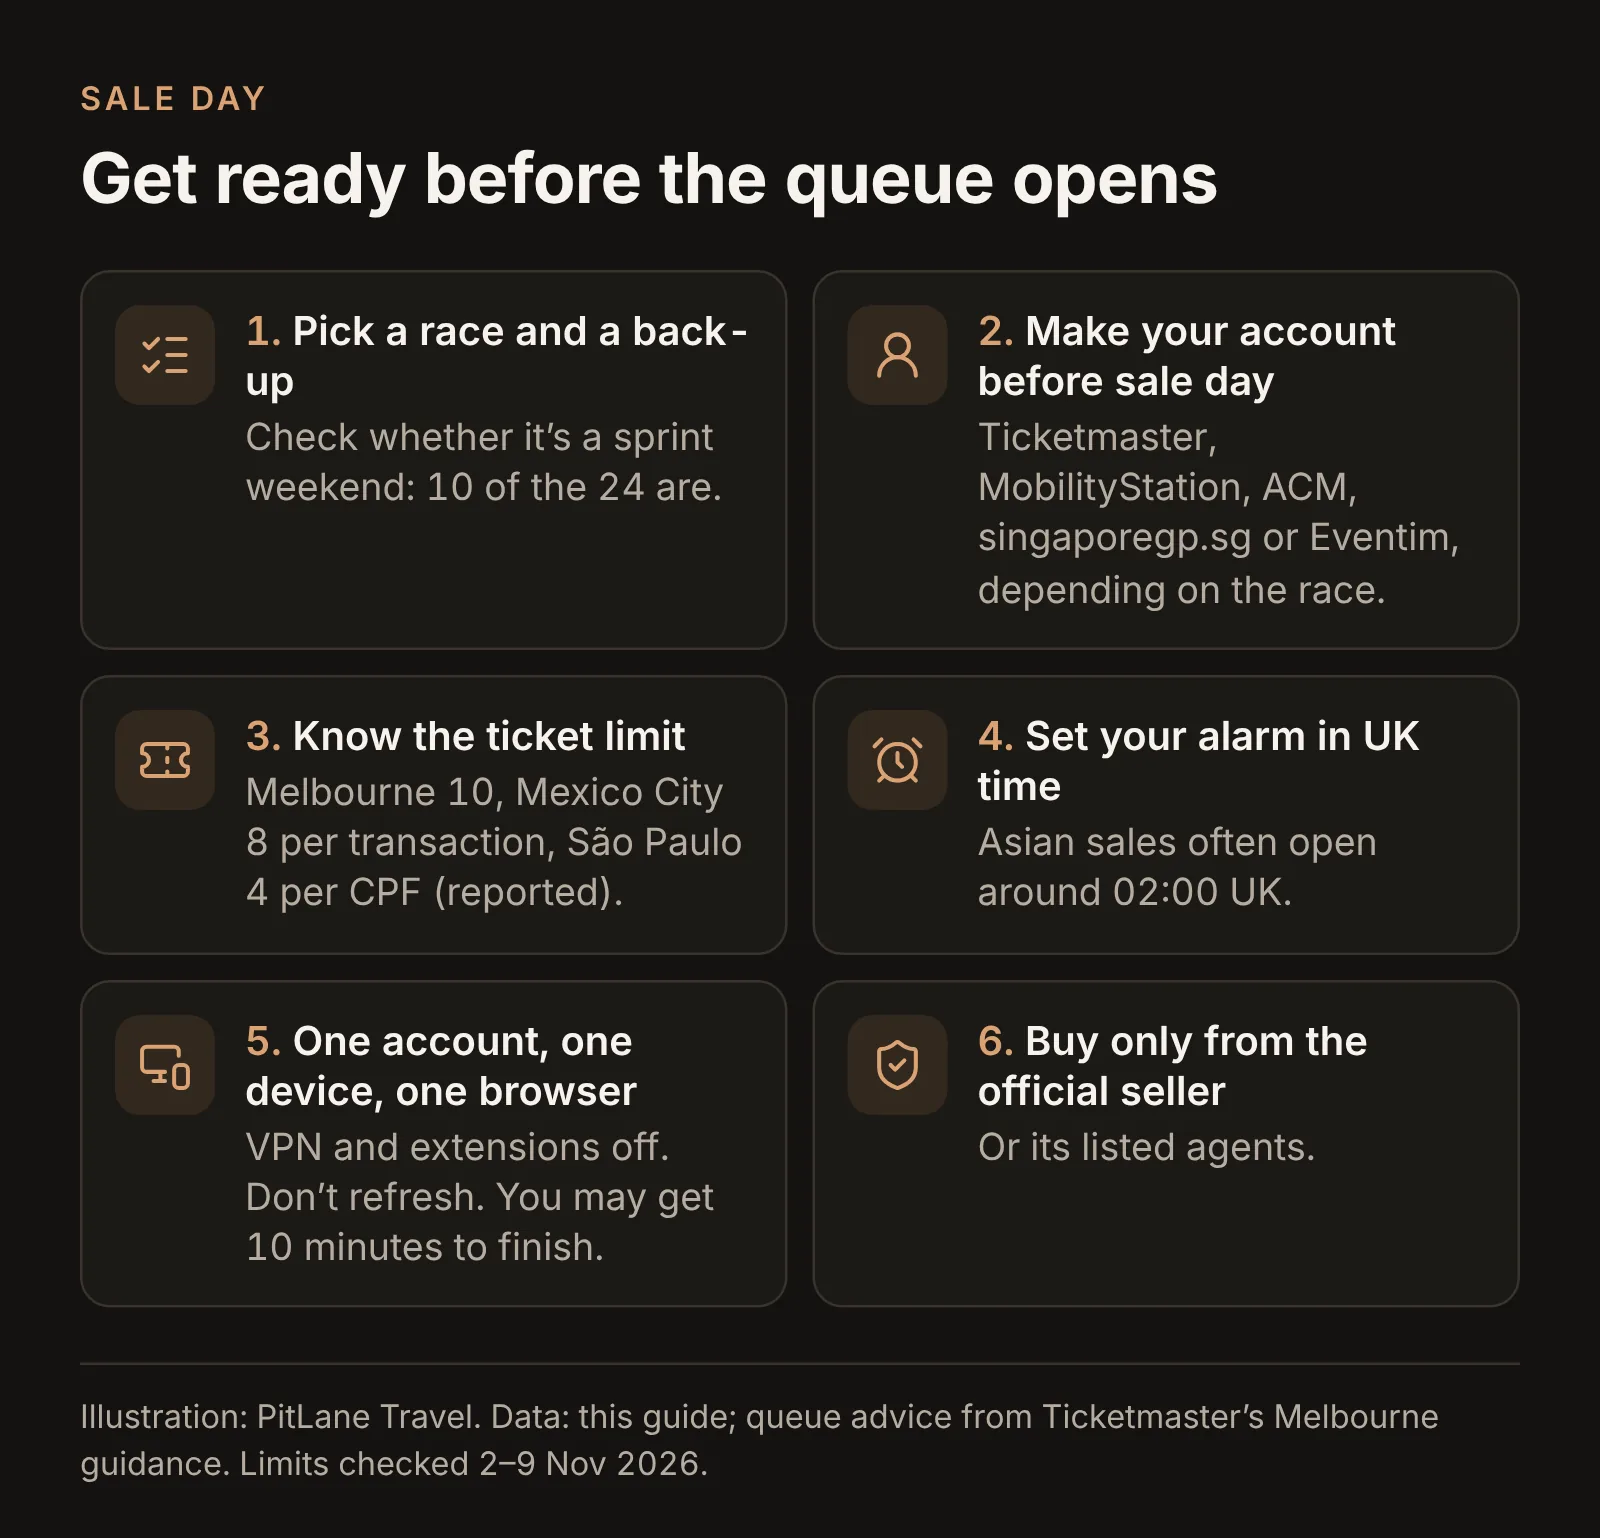 SALE DAY
Get ready before the queue opens
1. Pick a race and a back-
up
Check whether it’s a sprint
weekend: 10 of the 24 are.
2. Make your account
before sale day
Ticketmaster,
MobilityStation, ACM,
singaporegp.sg or Eventim,
depending on the race.
3. Know the ticket limit
Melbourne 10, Mexico City
8 per transaction, São Paulo
4 per CPF (reported).
4. Set your alarm in UK
time
Asian sales often open
around 02:00 UK.
5. One account, one
device, one browser
VPN and extensions off.
Don’t refresh. You may get
10 minutes to finish.
6. Buy only from the
official seller
Or its listed agents.
Illustration: PitLane Travel. Data: this guide; queue advice from Ticketmaster’s Melbourne
guidance. Limits checked 2–9 Nov 2026.